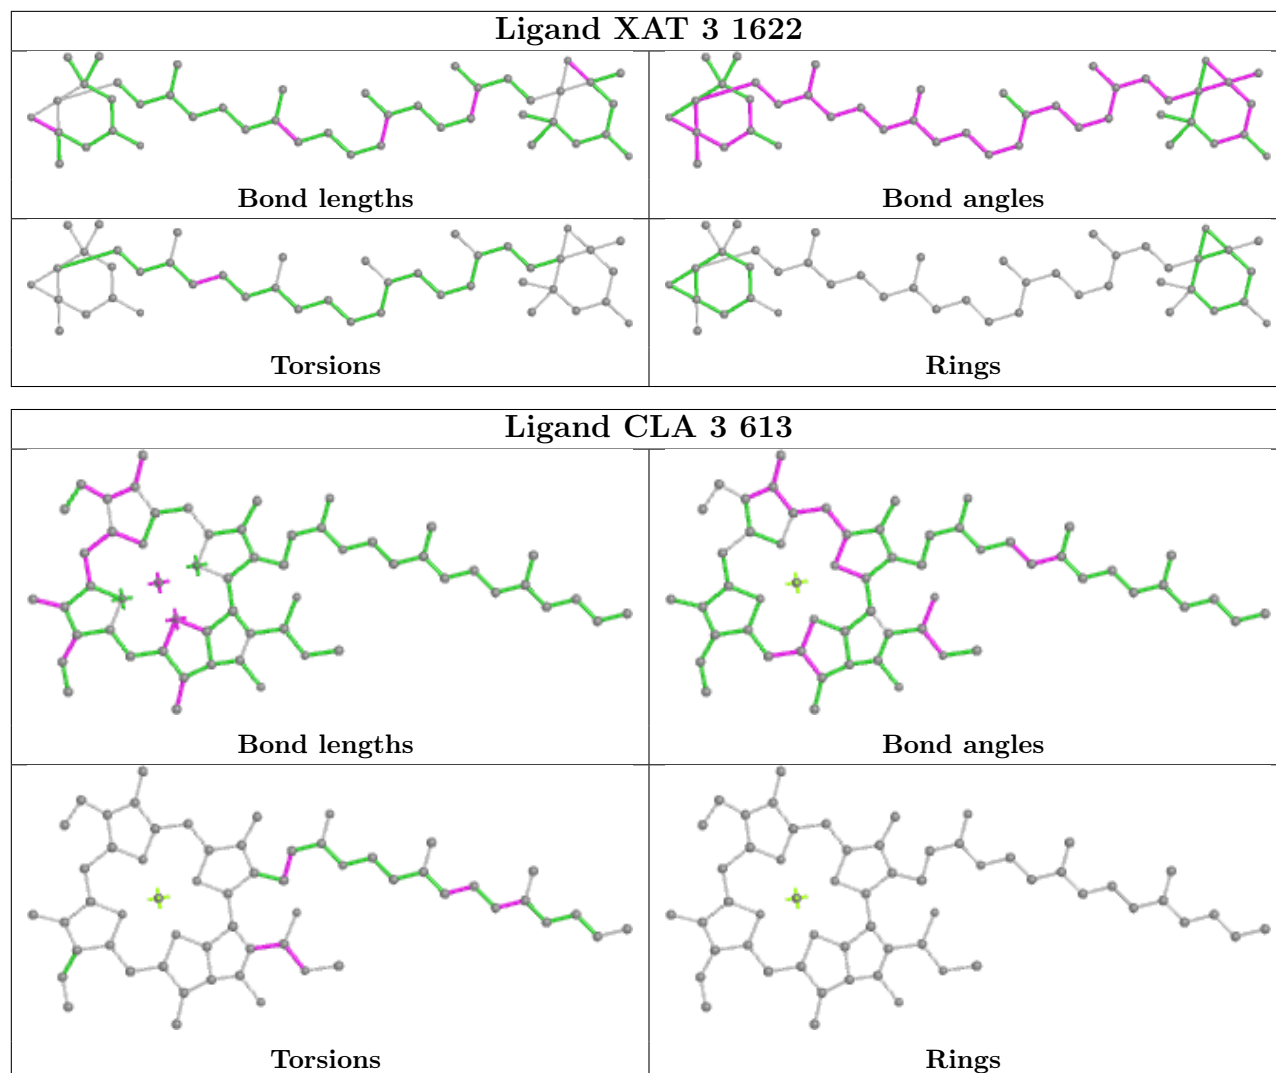 Ligand XAT 3 1622
Bond lengths
Bond angles
Torsions
Rings
Ligand CLA 3 613
Bond lengths
Bond angles
Torsions
Rings